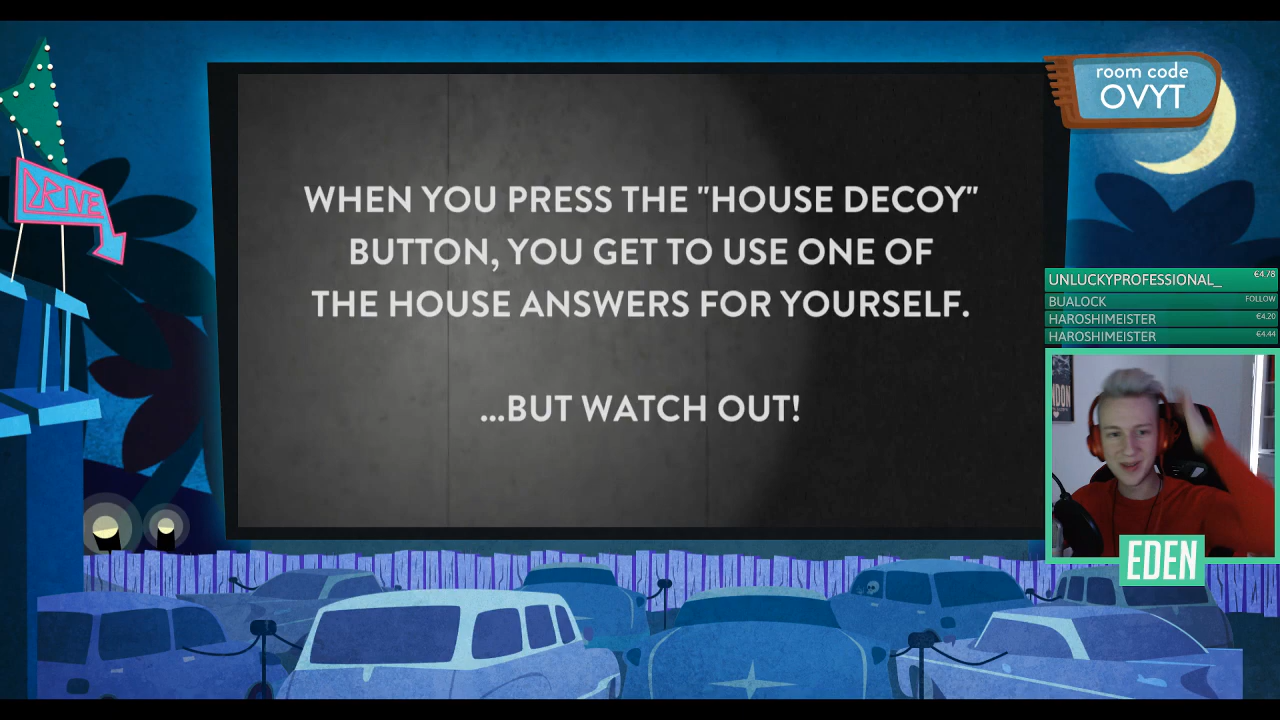 room code
OVYT
DRIVE
WHEN YOU PRESS THE "HOUSE DECOY"
BUTTON, YOU GET TO USE ONE OF
THE HOUSE ANSWERS FOR YOURSELF.
...BUT WATCH OUT!
UNLUCKYPROFESSIONAL_ €4.78
BUALOCK FOLLOW
HAROSHIMEISTER €4.20
HAROSHIMEISTER €4.44
EDEN